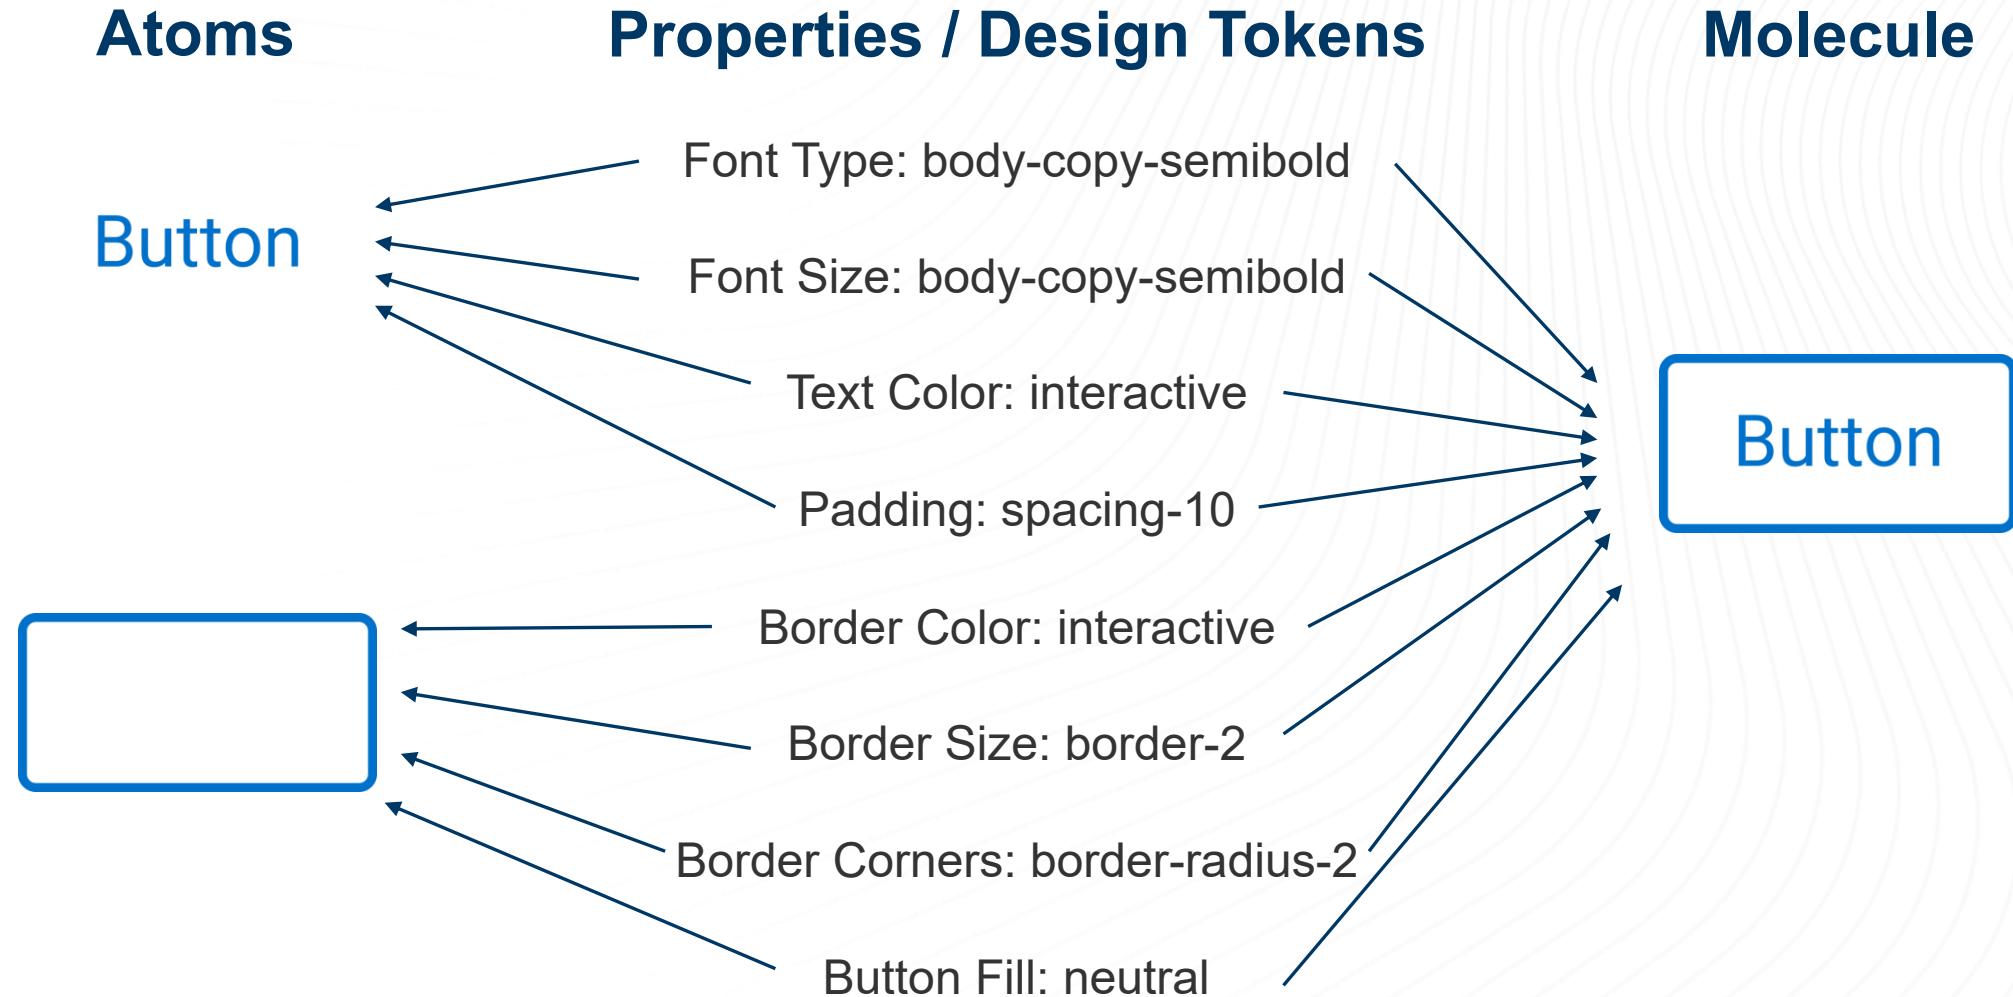 Atoms
Properties / Design Tokens
Molecule
Font Type: body-copy-semibold
Button
Font Size: body-copy-semibold
Text Color: interactive
Button
Padding: spacing-10
Border Color: interactive
Border Size: border-2
Border Corners: border-radius-2
Button Fill: neutral